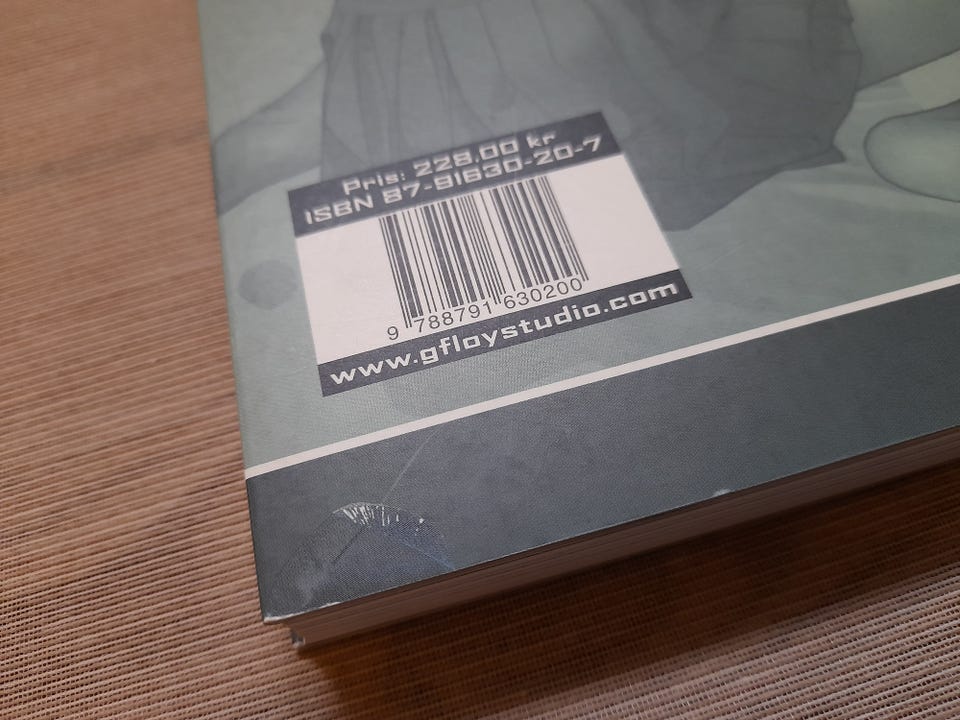 Pris: 228.00 kr
ISBN 87-91630-20-7
9 788791 630200
www.gfloystudio.com